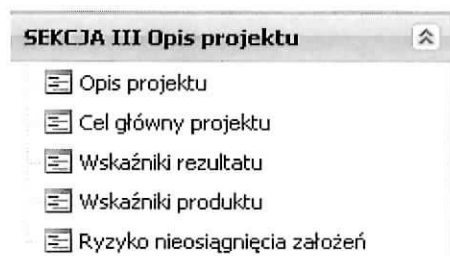 SEKCJA III Opis projektu
Opis projektu
Cel główny projektu
Wskaźniki rezultatu
Wskaźniki produktu
Ryzyko nieosiągnięcia założeń